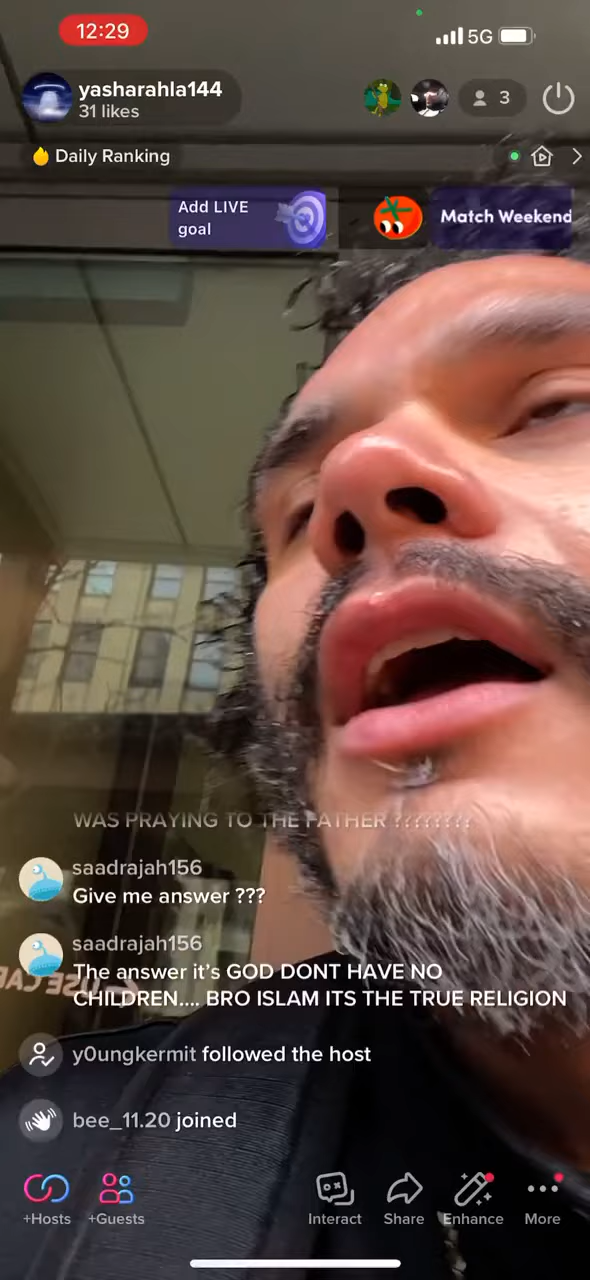 12:29
5G
yasharahla144
31 likes
3
Daily Ranking
Add LIVE
goal
Match Weekend
WAS PRAYING TO THE FATHER ????????
saadrajah156
Give me answer ???
saadrajah156
The answer it's GOD DONT HAVE NO
CHILDREN.... BRO ISLAM ITS THE TRUE RELIGION
y0ungkermit followed the host
bee_11.20 joined
+Hosts
+Guests
Interact
Share
Enhance
More